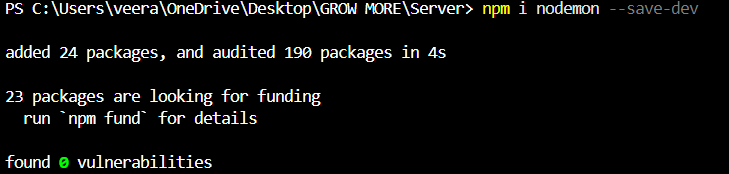 PS C:\Users\veera\OneDrive\Desktop\GROW MORE\Server> npm i nodemon --save-dev
added 24 packages, and audited 190 packages in 4s
23 packages are looking for funding
  run `npm fund` for details
found 0 vulnerabilities